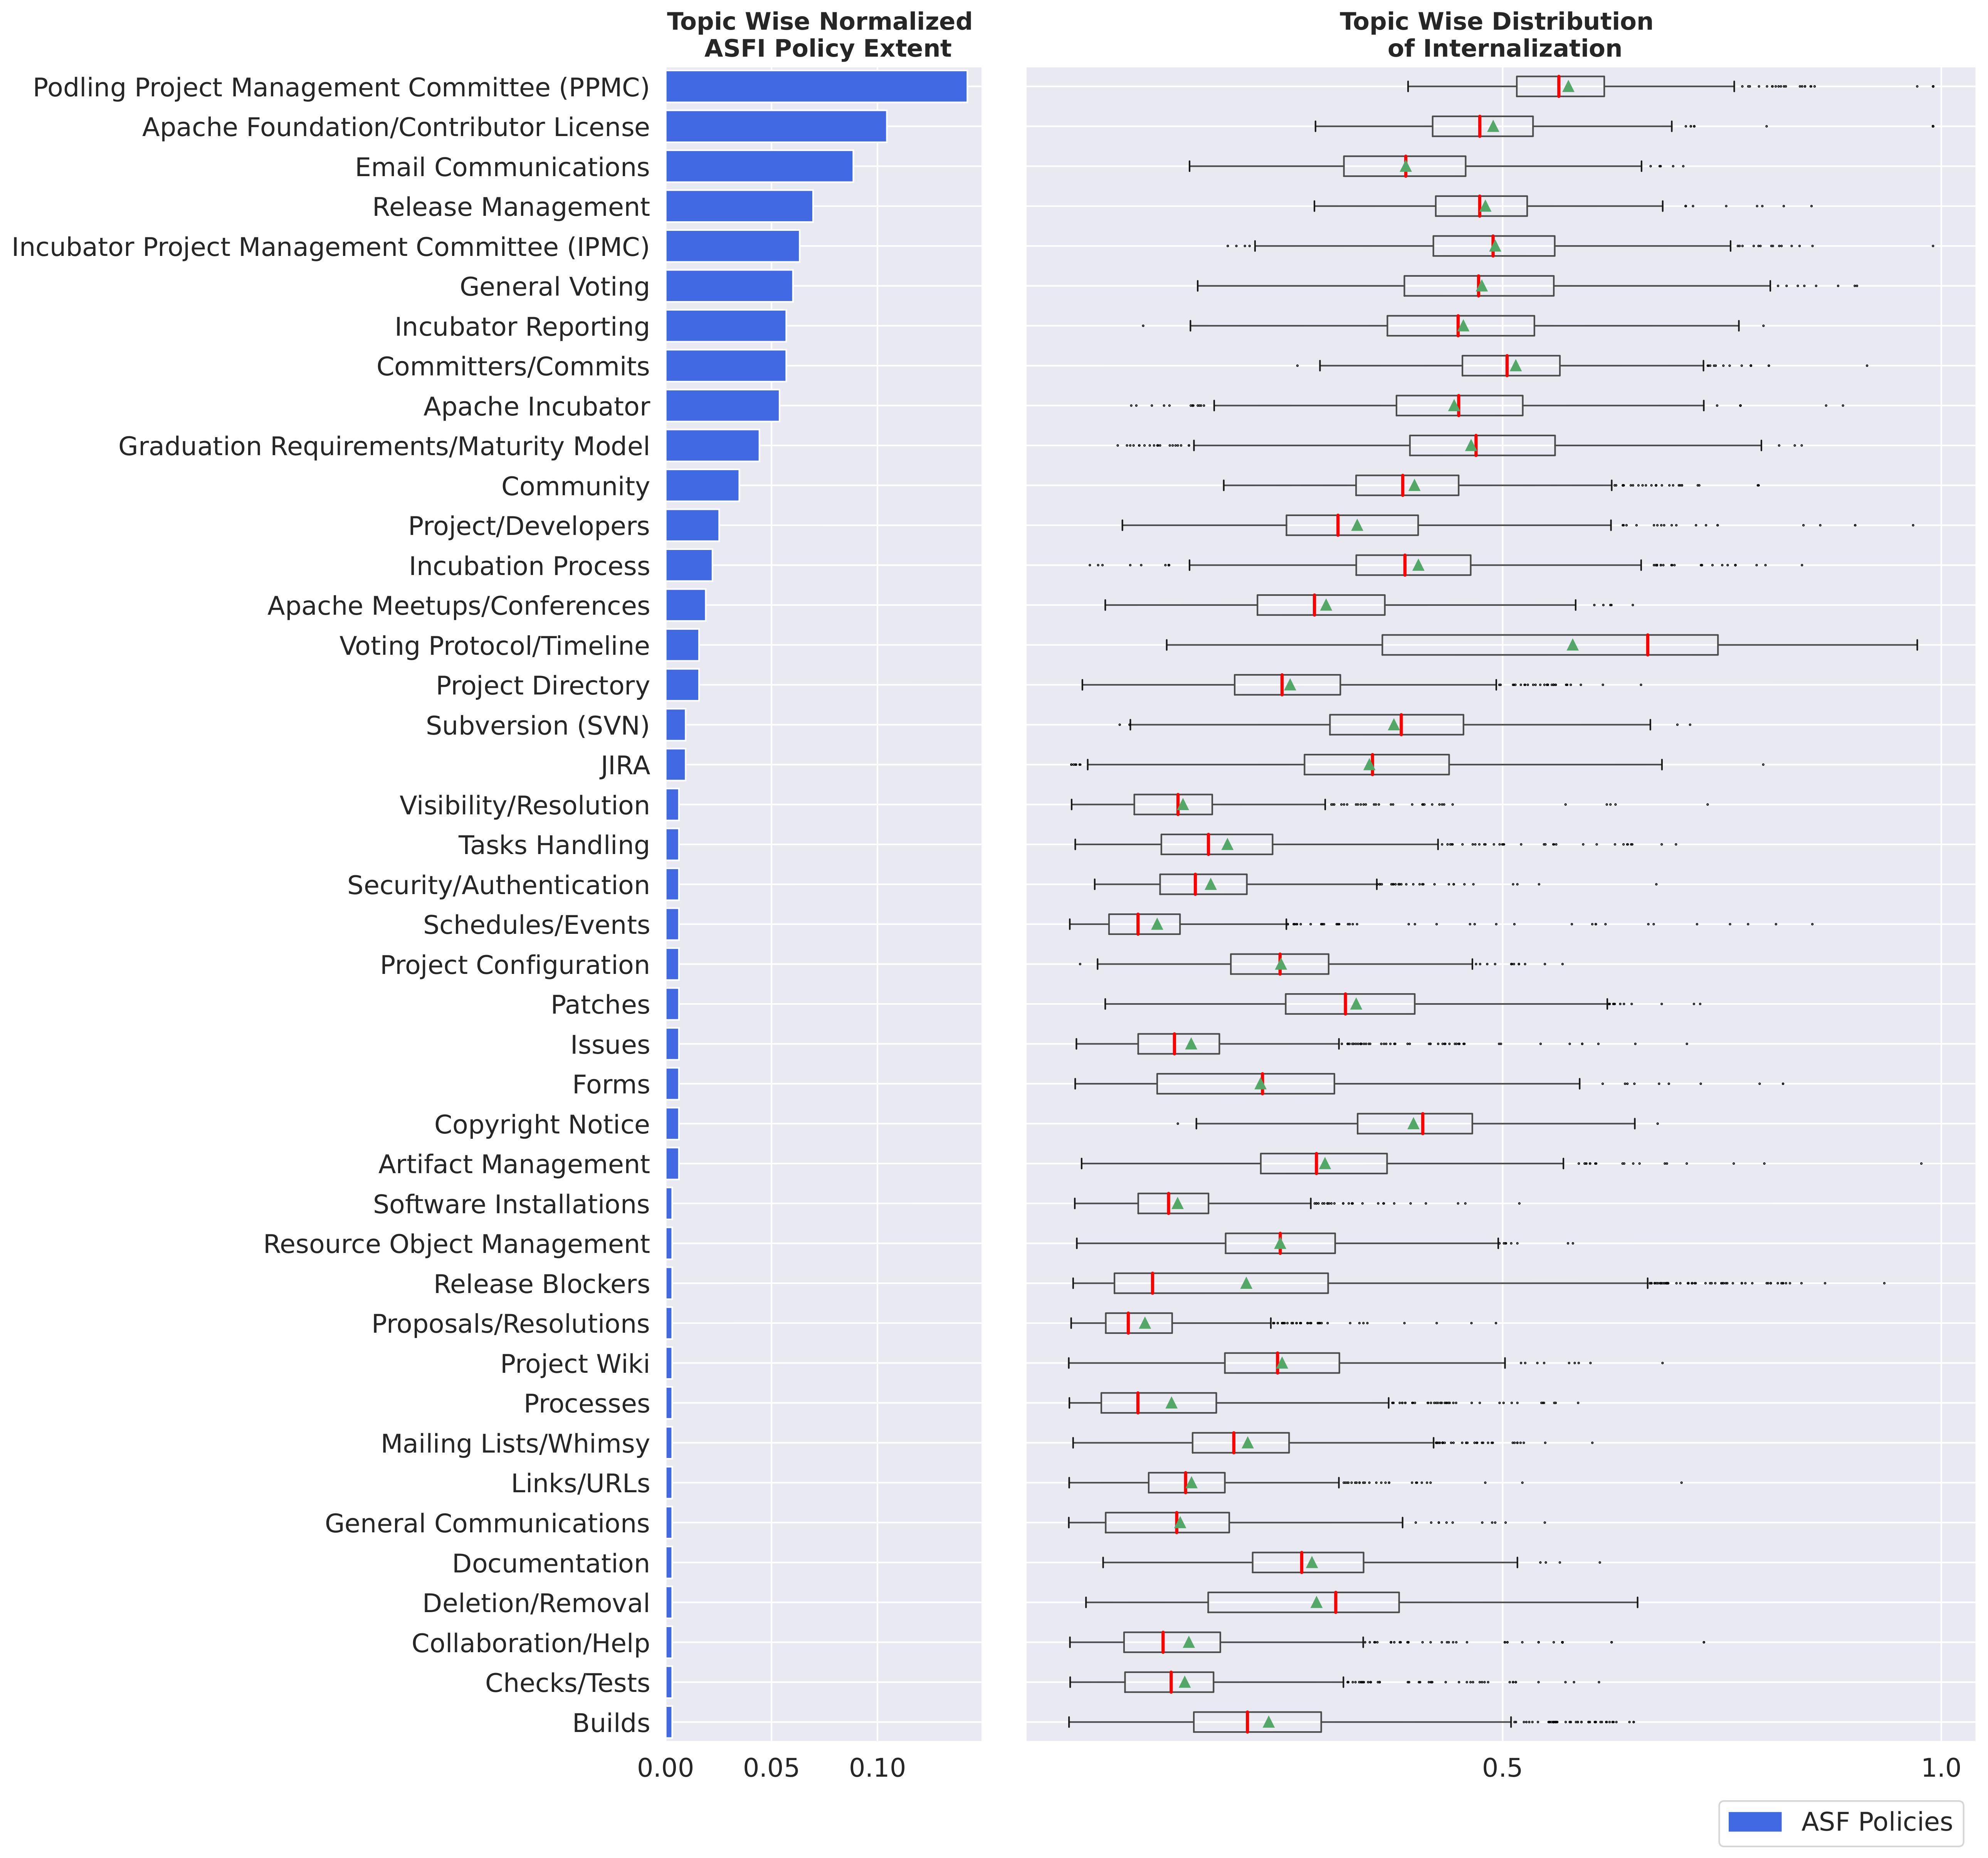 Topic Wise Normalized
ASFI Policy Extent
Topic Wise Distribution
of Internalization
Podling Project Management Committee (PPMC)
Apache Foundation/Contributor License
Email Communications
Release Management
Incubator Project Management Committee (IPMC)
General Voting
Incubator Reporting
Committers/Commits
Apache Incubator
Graduation Requirements/Maturity Model
Community
Project/Developers
Incubation Process
Apache Meetups/Conferences
Voting Protocol/Timeline
Project Directory
Subversion (SVN)
JIRA
Visibility/Resolution
Tasks Handling
Security/Authentication
Schedules/Events
Project Configuration
Patches
Issues
Forms
Copyright Notice
Artifact Management
Software Installations
Resource Object Management
Release Blockers
Proposals/Resolutions
Project Wiki
Processes
Mailing Lists/Whimsy
Links/URLs
General Communications
Documentation
Deletion/Removal
Collaboration/Help
Checks/Tests
Builds
0.00 0.05 0.10
0.5 1.0
ASF Policies